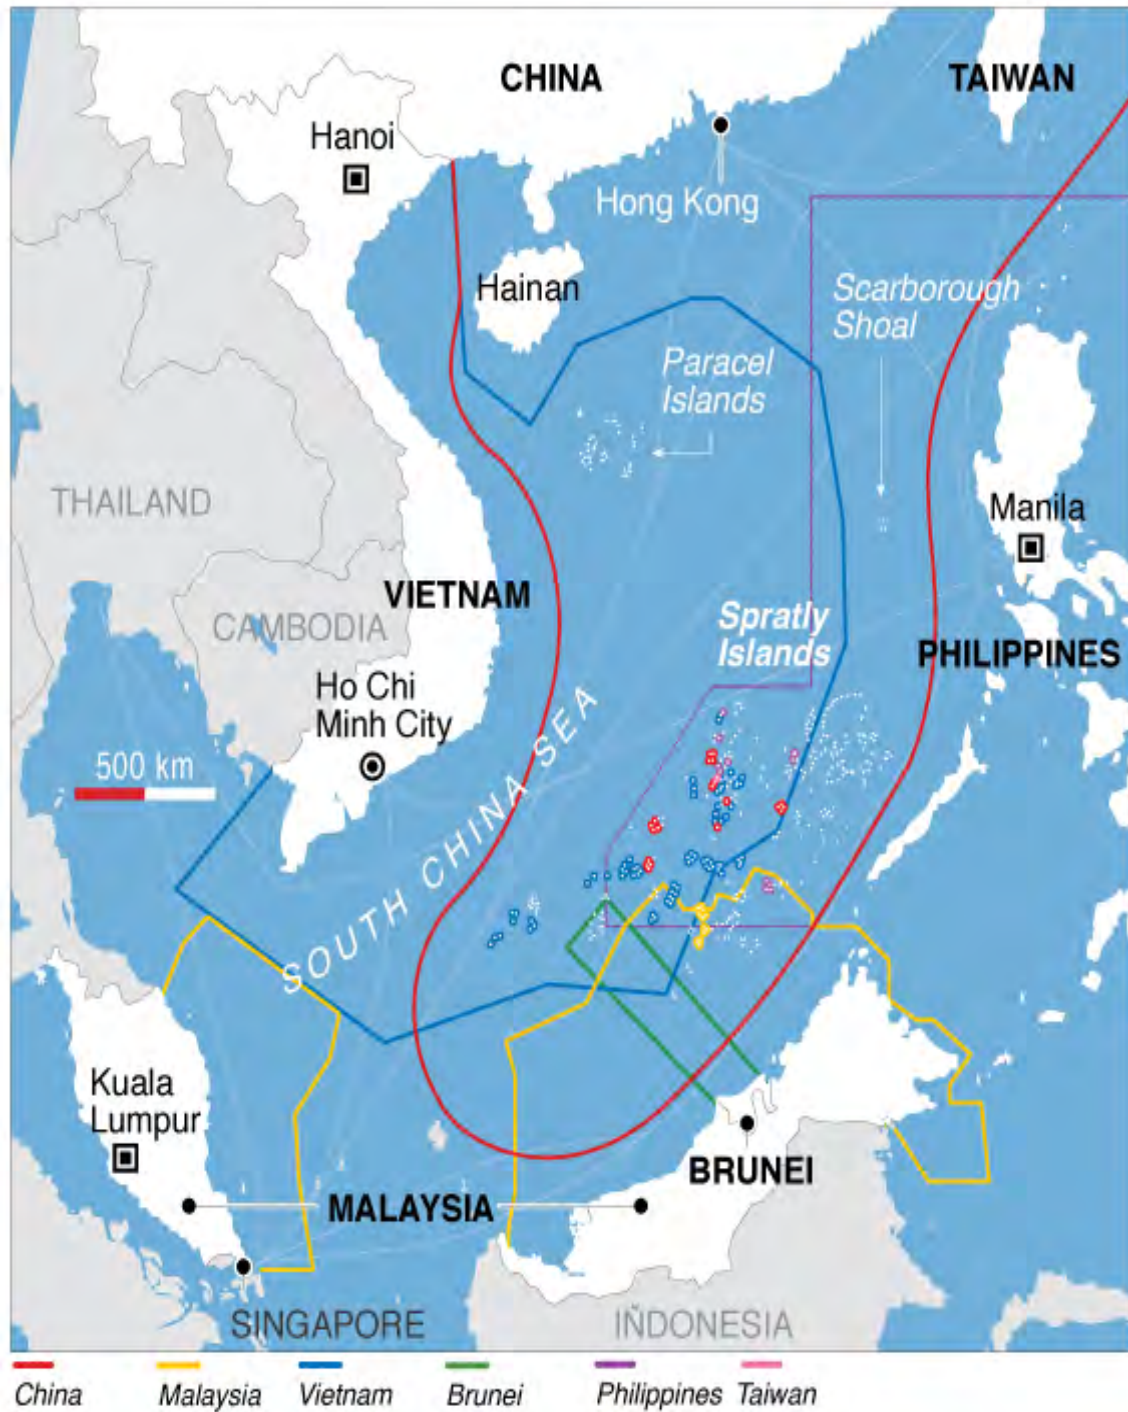 CHINA
TAIWAN
Hanoi
Hong Kong
Hainan
Scarborough
Shoal
Paracel
Islands
THAILAND
Manila
VIETNAM
CAMBODIA
Spratly
Islands
PHILIPPINES
Ho Chi
Minh City
500 km
SOUTH CHINA SEA
Kuala
Lumpur
BRUNEI
MALAYSIA
SINGAPORE
INDONESIA
China
Malaysia
Vietnam
Brunei
Philippines
Taiwan